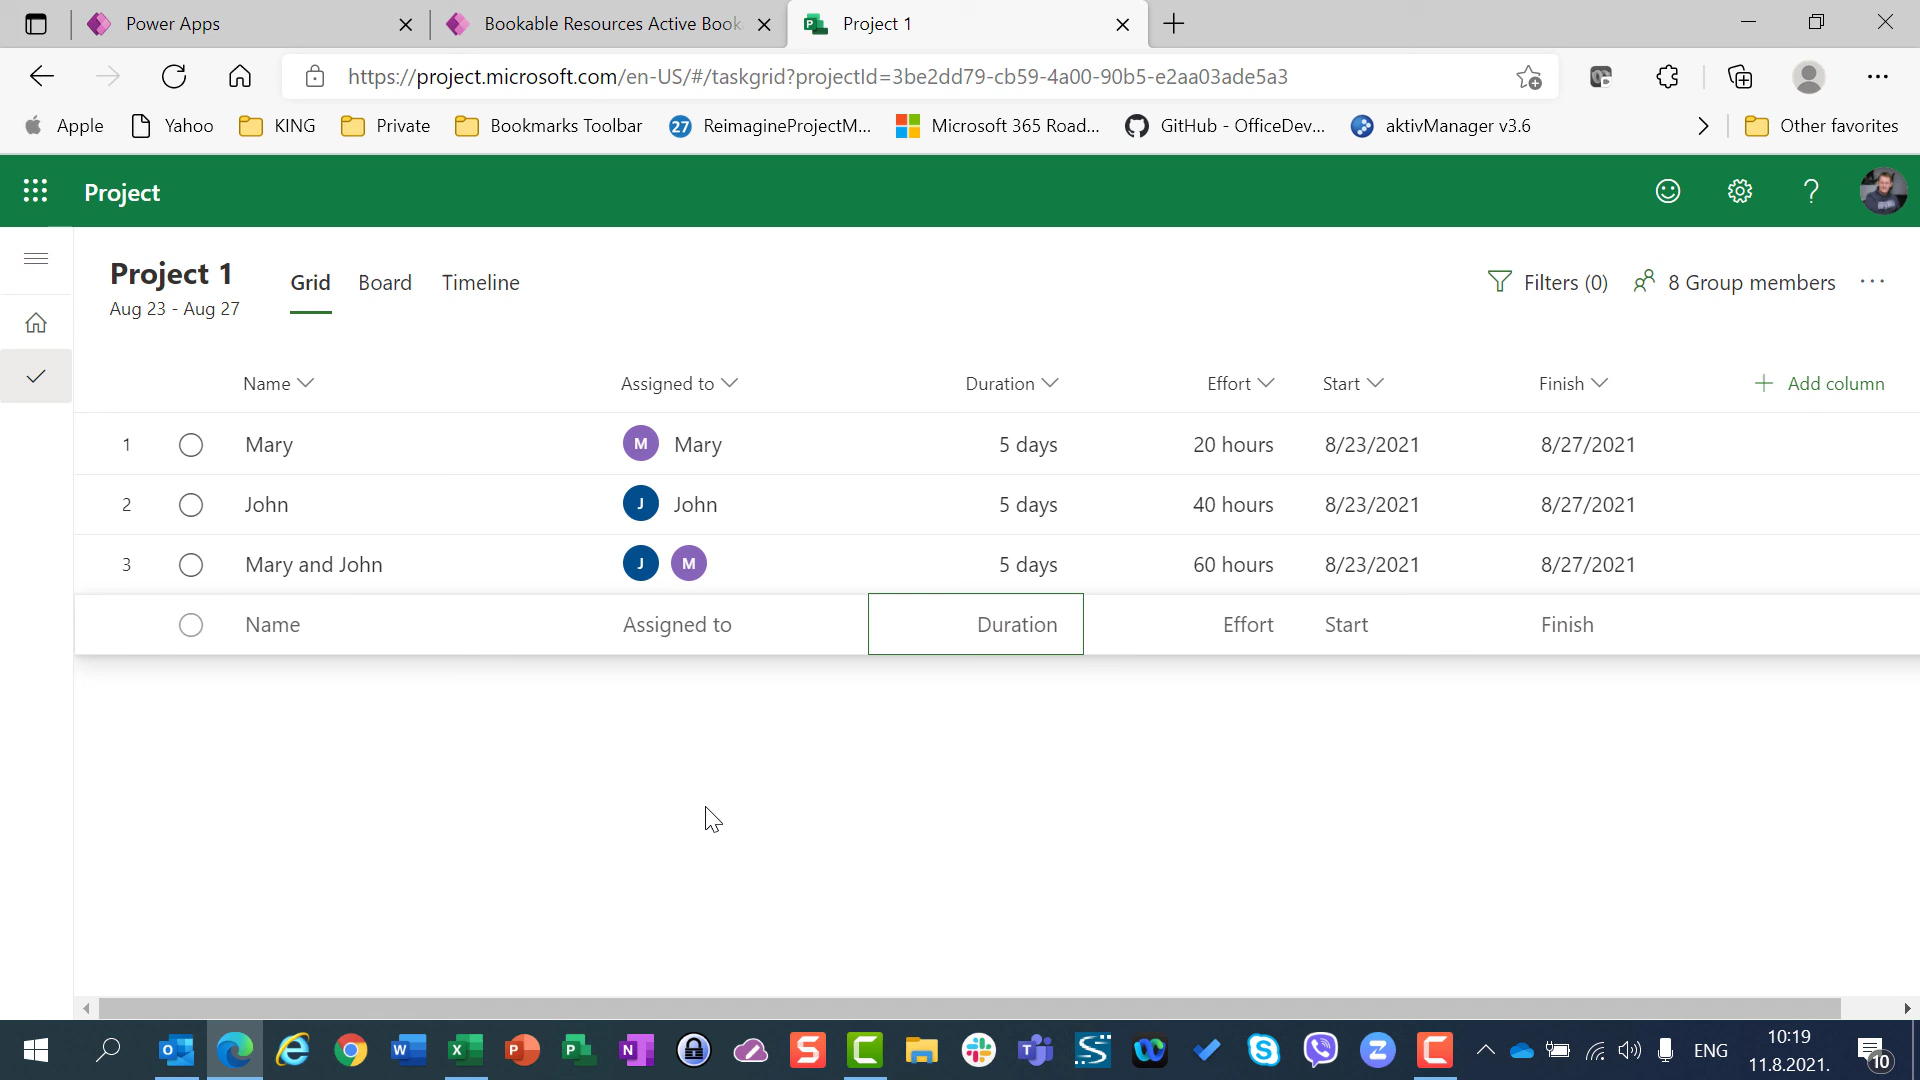 Power Apps
Bookable Resources Active Book
Project 1
https://project.microsoft.com/en-US/#/taskgrid?projectId=3be2dd79-cb59-4a00-90b5-e2aa03ade5a3
Apple
Yahoo
KING
Private
Bookmarks Toolbar
27
ReimagineProjectM...
Microsoft 365 Road...
GitHub - OfficeDev...
aktivManager v3.6
Other favorites
Project
Project 1
Grid
Board
Timeline
Filters (0)
8 Group members
Aug 23 - Aug 27
Name
Assigned to
Duration
Effort
Start
Finish
Add column
1 Mary M Mary 5 days 20 hours 8/23/2021 8/27/2021
2 John J John 5 days 40 hours 8/23/2021 8/27/2021
3 Mary and John J M 5 days 60 hours 8/23/2021 8/27/2021
Name Assigned to Duration Effort Start Finish
ENG
10:19
11.8.2021.
10